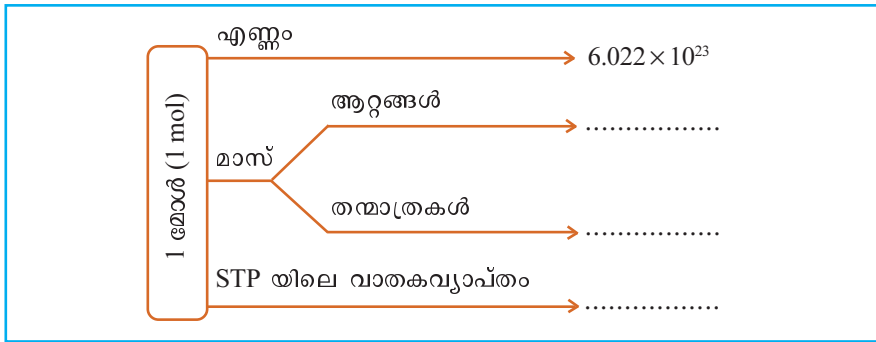 എണ്ണം
6.022 × 10²³
ആറ്റങ്ങൾ
.................
1 മോൾ (1 mol)
മാസ്
തന്മാത്രകൾ
.................
STP യിലെ വാതകവ്യാപ്തം
.................